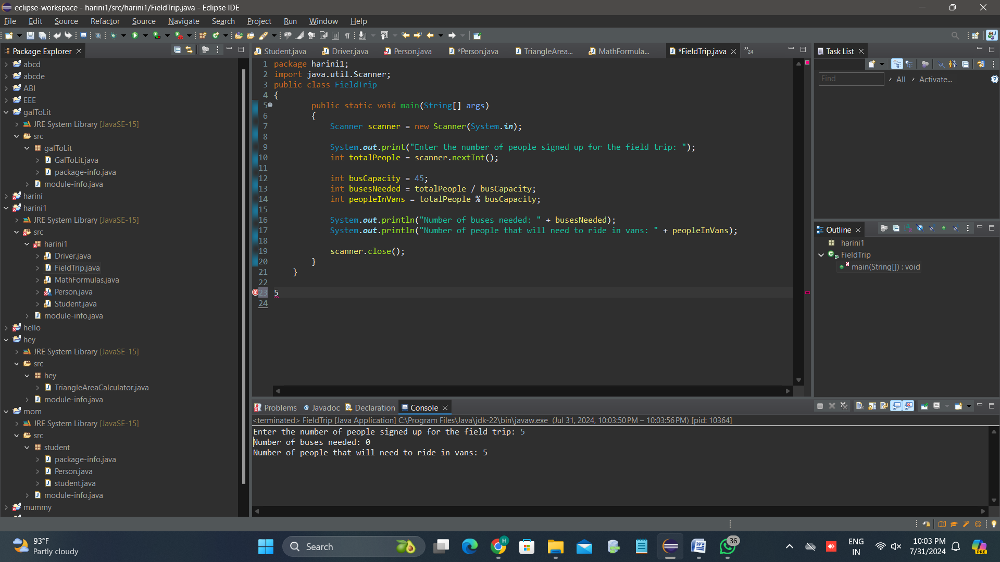 eclipse-workspace - harini1/src/harini1/FieldTrip.java - Eclipse IDE
File Edit Source Refactor Source Navigate Search Project Run Window Help
Package Explorer
abcd
abcde
ABI
EEE
galToLit
JRE System Library [JavaSE-15]
src
galToLit
GalToLit.java
package-info.java
module-info.java
harini
harini1
JRE System Library [JavaSE-15]
src
harini1
Driver.java
FieldTrip.java
MathFormulas.java
Person.java
Student.java
module-info.java
hello
hey
JRE System Library [JavaSE-15]
src
hey
TriangleAreaCalculator.java
module-info.java
mom
JRE System Library [JavaSE-15]
src
student
package-info.java
Person.java
student.java
module-info.java
mummy
Student.java Driver.java Person.java *Person.java TriangleArea... MathFormula... *FieldTrip.java »24
1 package harini1;
2 import java.util.Scanner;
3 public class FieldTrip
4 {
5 public static void main(String[] args)
6 {
7 Scanner scanner = new Scanner(System.in);
8
9 System.out.print("Enter the number of people signed up for the field trip: ");
10 int totalPeople = scanner.nextInt();
11
12 int busCapacity = 45;
13 int busesNeeded = totalPeople / busCapacity;
14 int peopleInVans = totalPeople % busCapacity;
15
16 System.out.println("Number of buses needed: " + busesNeeded);
17 System.out.println("Number of people that will need to ride in vans: " + peopleInVans);
18
19 scanner.close();
20 }
21 }
22
23 5
24
Task List
Find All Activate...
Outline
harini1
FieldTrip
main(String[]) : void
Problems Javadoc Declaration Console
<terminated> FieldTrip [Java Application] C:\Program Files\Java\jdk-22\bin\javaw.exe (Jul 31, 2024, 10:03:50 PM – 10:03:56 PM) [pid: 10364]
Enter the number of people signed up for the field trip: 5
Number of buses needed: 0
Number of people that will need to ride in vans: 5
93°F
Partly cloudy
Search
H
36
ENG
IN
10:03 PM
7/31/2024
PRE